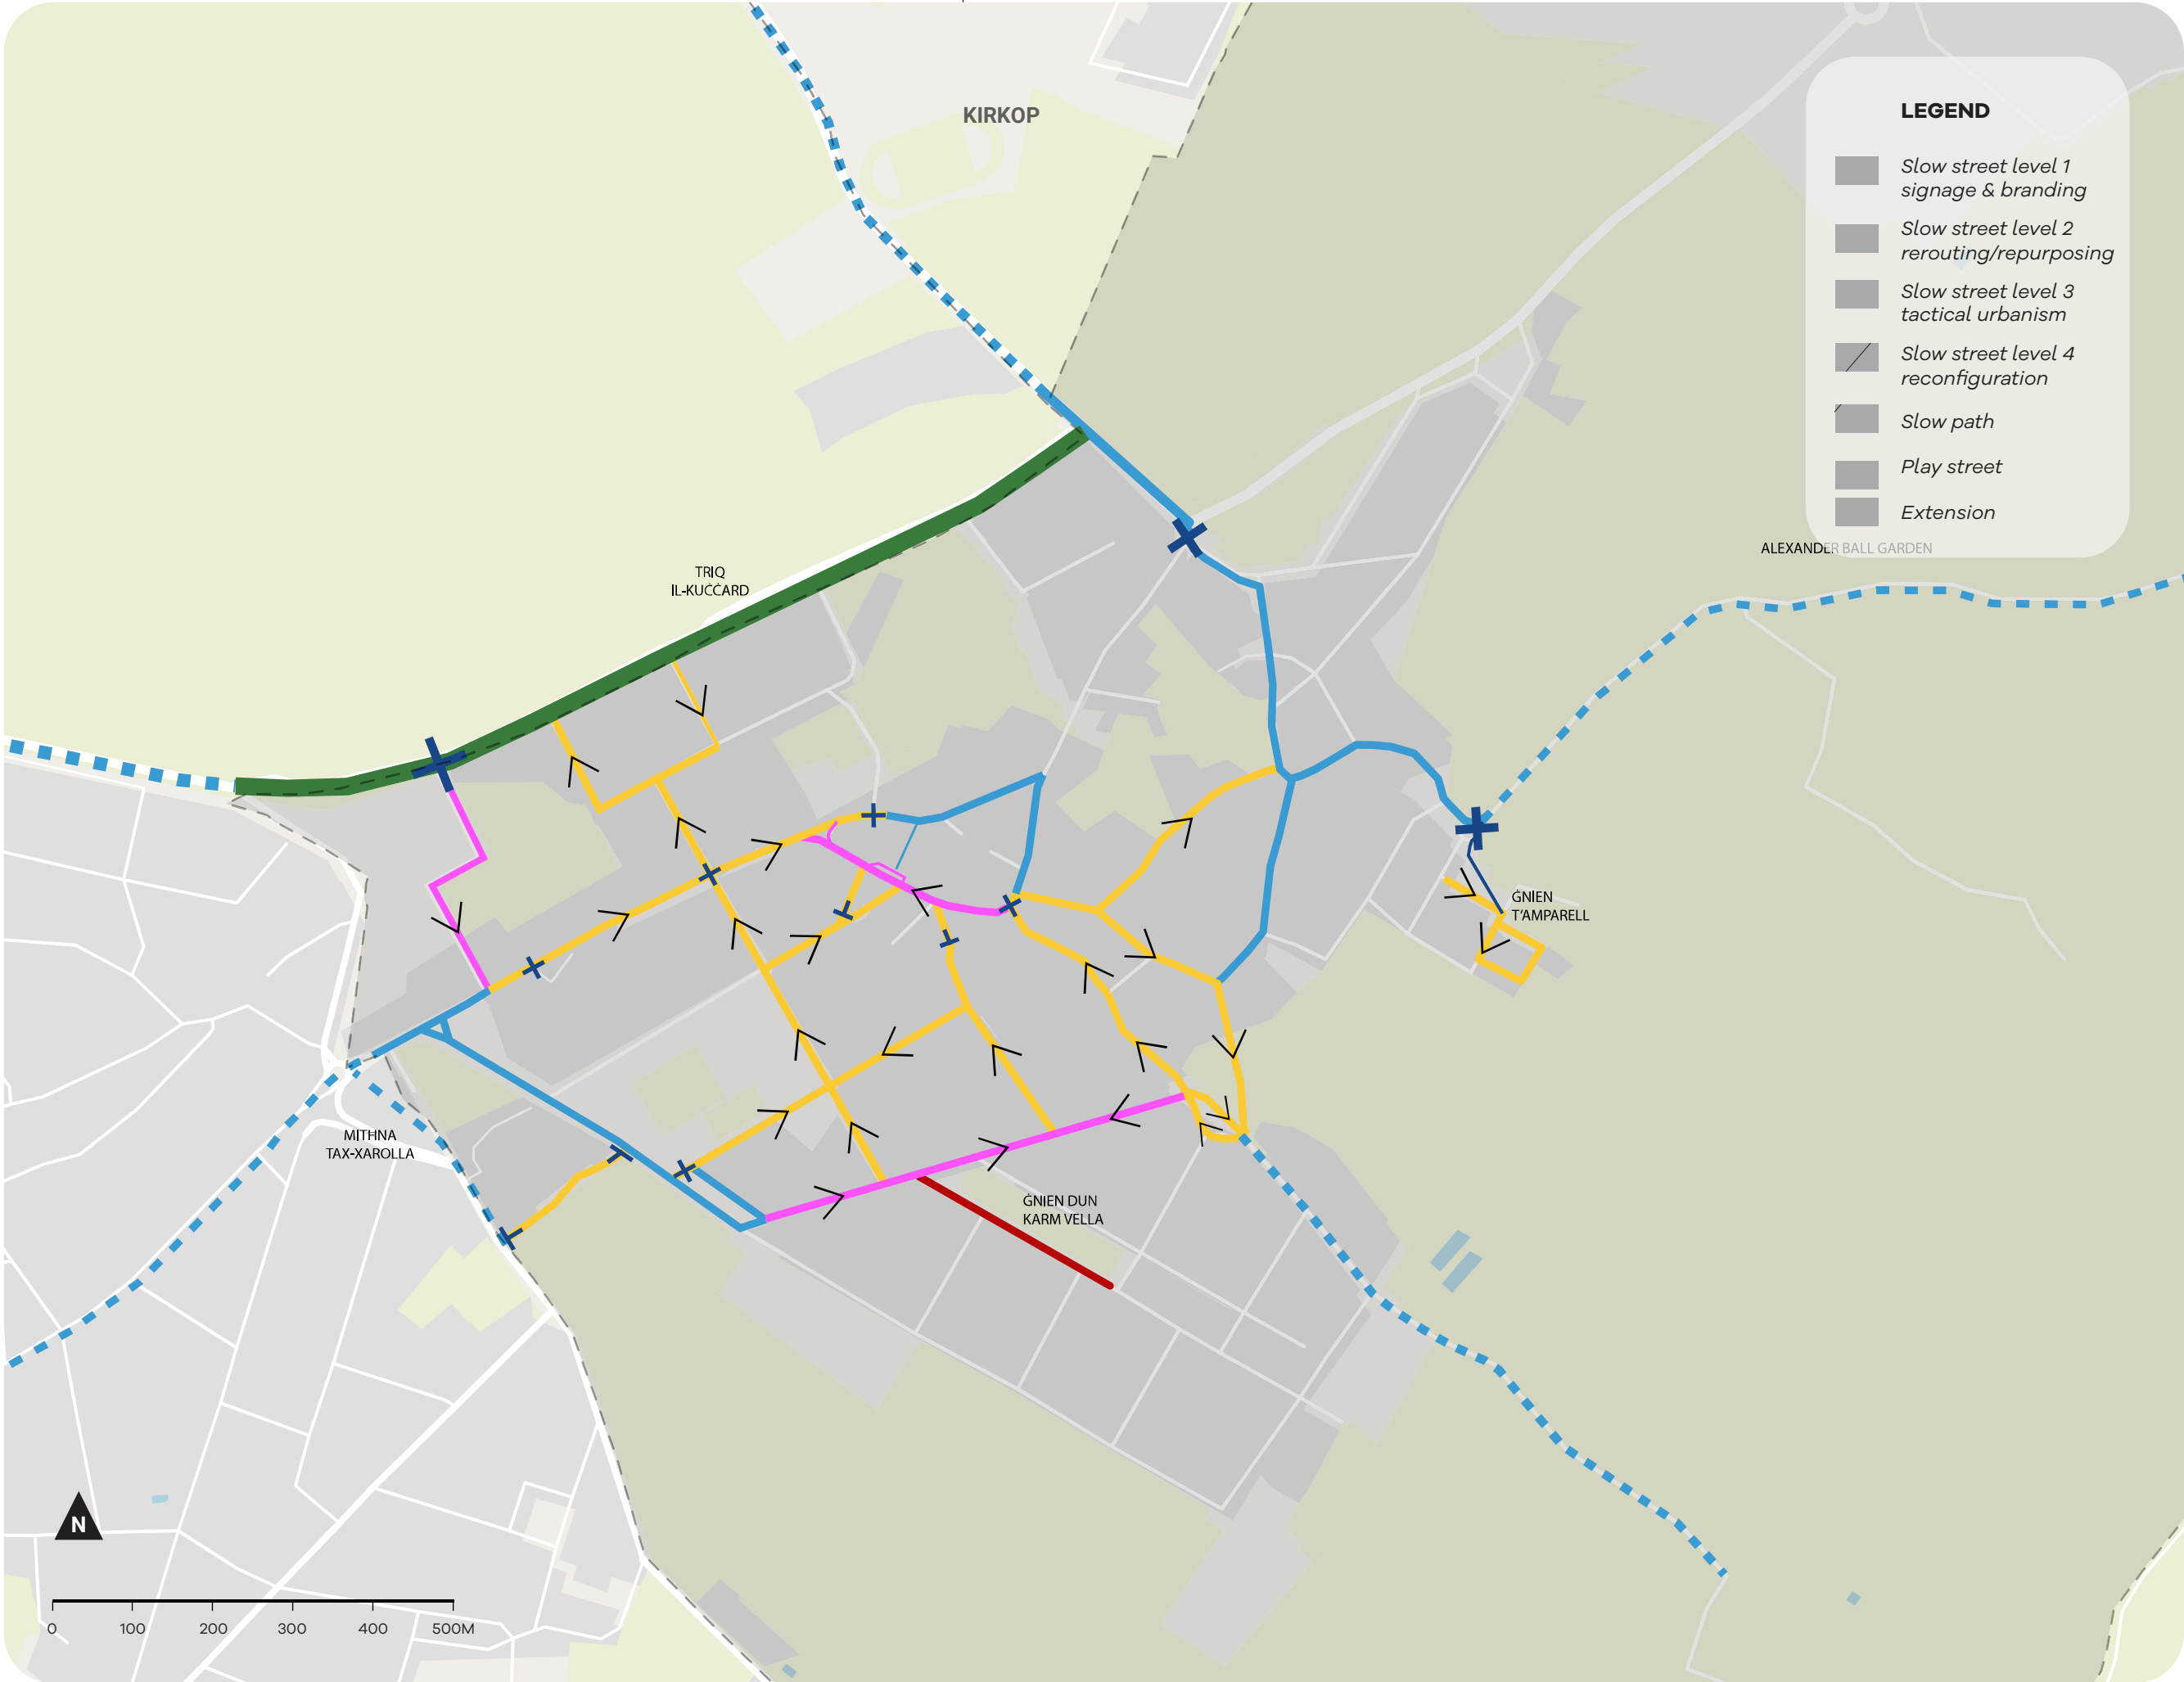 KIRKOP
LEGEND
Slow street level 1
signage & branding
Slow street level 2
rerouting/repurposing
Slow street level 3
tactical urbanism
Slow street level 4
reconfiguration
Slow path
Play street
Extension
ALEXANDER BALL GARDEN
TRIQ
IL-KUĊĊARD
ĠNIEN
T'AMPARELL
MITHNA
TAX-XAROLLA
ĠNIEN DUN
KARM VELLA
N
0 100 200 300 400 500M